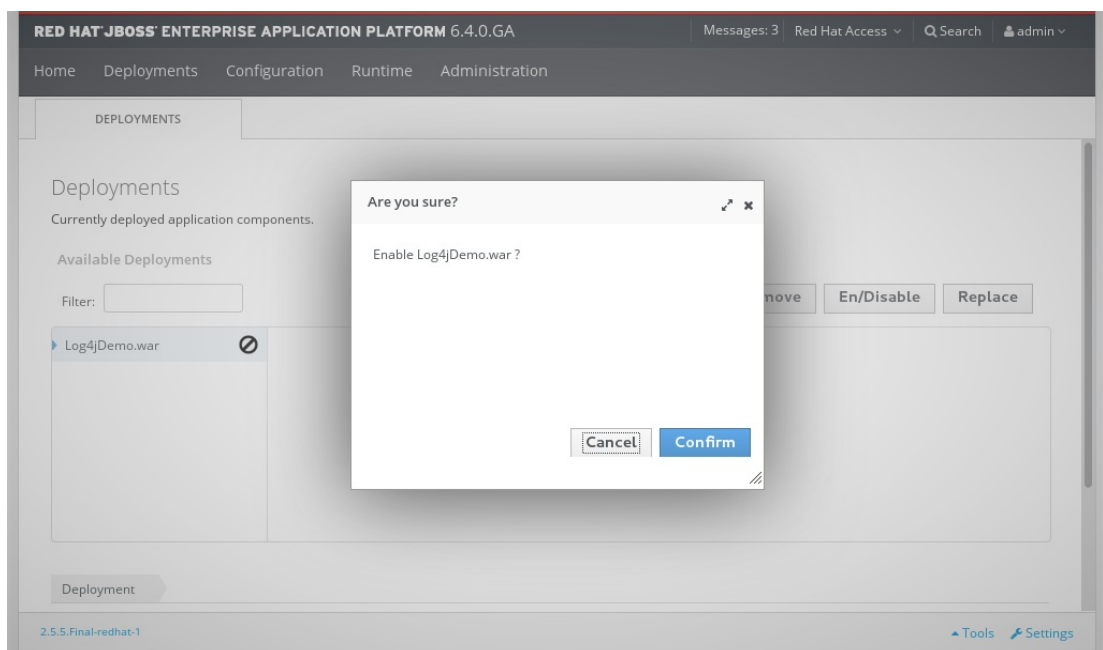 RED HAT® JBOSS® ENTERPRISE APPLICATION PLATFORM 6.4.0.GA
Messages: 3 Red Hat Access Search admin
Home Deployments Configuration Runtime Administration
DEPLOYMENTS
Deployments
Currently deployed application components.
Available Deployments
Filter:
En/Disable Replace
Log4jDemo.war
Are you sure?
Enable Log4jDemo.war ?
Cancel Confirm
Deployment
2.5.5.Final-redhat-1
Tools Settings